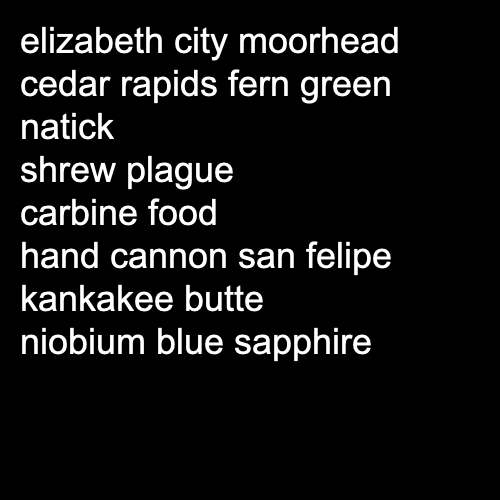 elizabeth city moorhead
cedar rapids fern green
natick
shrew plague
carbine food
hand cannon san felipe
kankakee butte
niobium blue sapphire